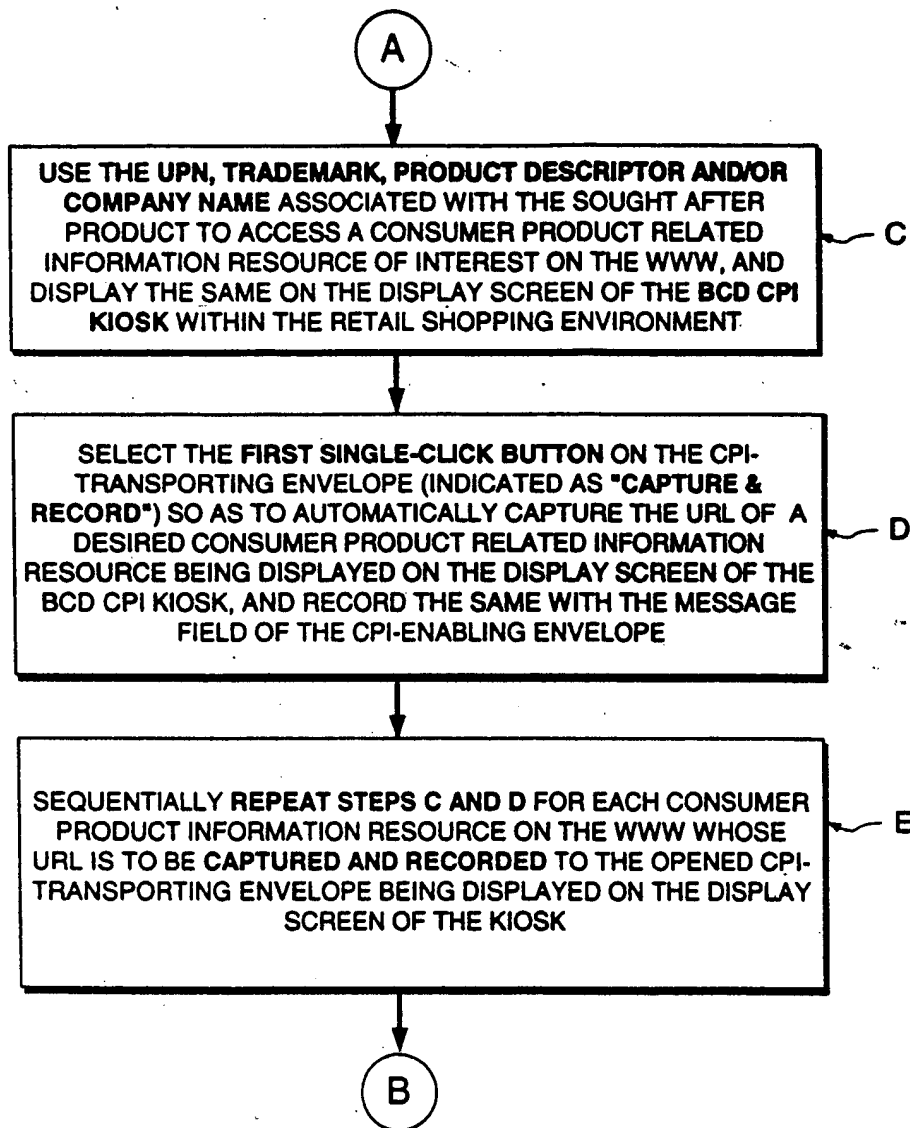 A
USE THE UPN, TRADEMARK, PRODUCT DESCRIPTOR AND/OR
COMPANY NAME ASSOCIATED WITH THE SOUGHT AFTER
PRODUCT TO ACCESS A CONSUMER PRODUCT RELATED
INFORMATION RESOURCE OF INTEREST ON THE WWW, AND
DISPLAY THE SAME ON THE DISPLAY SCREEN OF THE BCD CPI
KIOSK WITHIN THE RETAIL SHOPPING ENVIRONMENT
C
SELECT THE FIRST SINGLE-CLICK BUTTON ON THE CPI-
TRANSPORTING ENVELOPE (INDICATED AS "CAPTURE &
RECORD") SO AS TO AUTOMATICALLY CAPTURE THE URL OF A
DESIRED CONSUMER PRODUCT RELATED INFORMATION
RESOURCE BEING DISPLAYED ON THE DISPLAY SCREEN OF THE
BCD CPI KIOSK, AND RECORD THE SAME WITH THE MESSAGE
FIELD OF THE CPI-ENABLING ENVELOPE
D
SEQUENTIALLY REPEAT STEPS C AND D FOR EACH CONSUMER
PRODUCT INFORMATION RESOURCE ON THE WWW WHOSE
URL IS TO BE CAPTURED AND RECORDED TO THE OPENED CPI-
TRANSPORTING ENVELOPE BEING DISPLAYED ON THE DISPLAY
SCREEN OF THE KIOSK
E
B